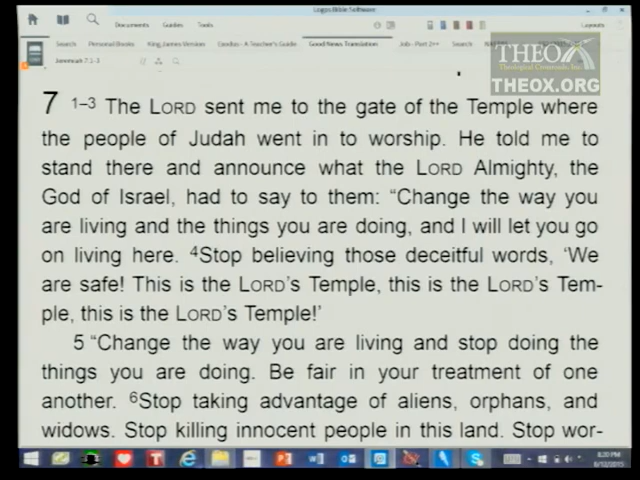 Logos Bible Software
Documents Guides Tools
Layouts
Search Personal Books King James Version Exodus - A Teacher's Guide Good News Translation Job - Part 2++ Search
Jeremiah 7.1-3
THEOX
THEOX.ORG
7 1–3 The LORD sent me to the gate of the Temple where
the people of Judah went in to worship. He told me to
stand there and announce what the LORD Almighty, the
God of Israel, had to say to them: “Change the way you
are living and the things you are doing, and I will let you go
on living here. 4Stop believing those deceitful words, ‘We
are safe! This is the LORD’s Temple, this is the LORD’s Tem-
ple, this is the LORD’s Temple!’
5 “Change the way you are living and stop doing the
things you are doing. Be fair in your treatment of one
another. 6Stop taking advantage of aliens, orphans, and
widows. Stop killing innocent people in this land. Stop wor-
8:20 PM
8/12/2015